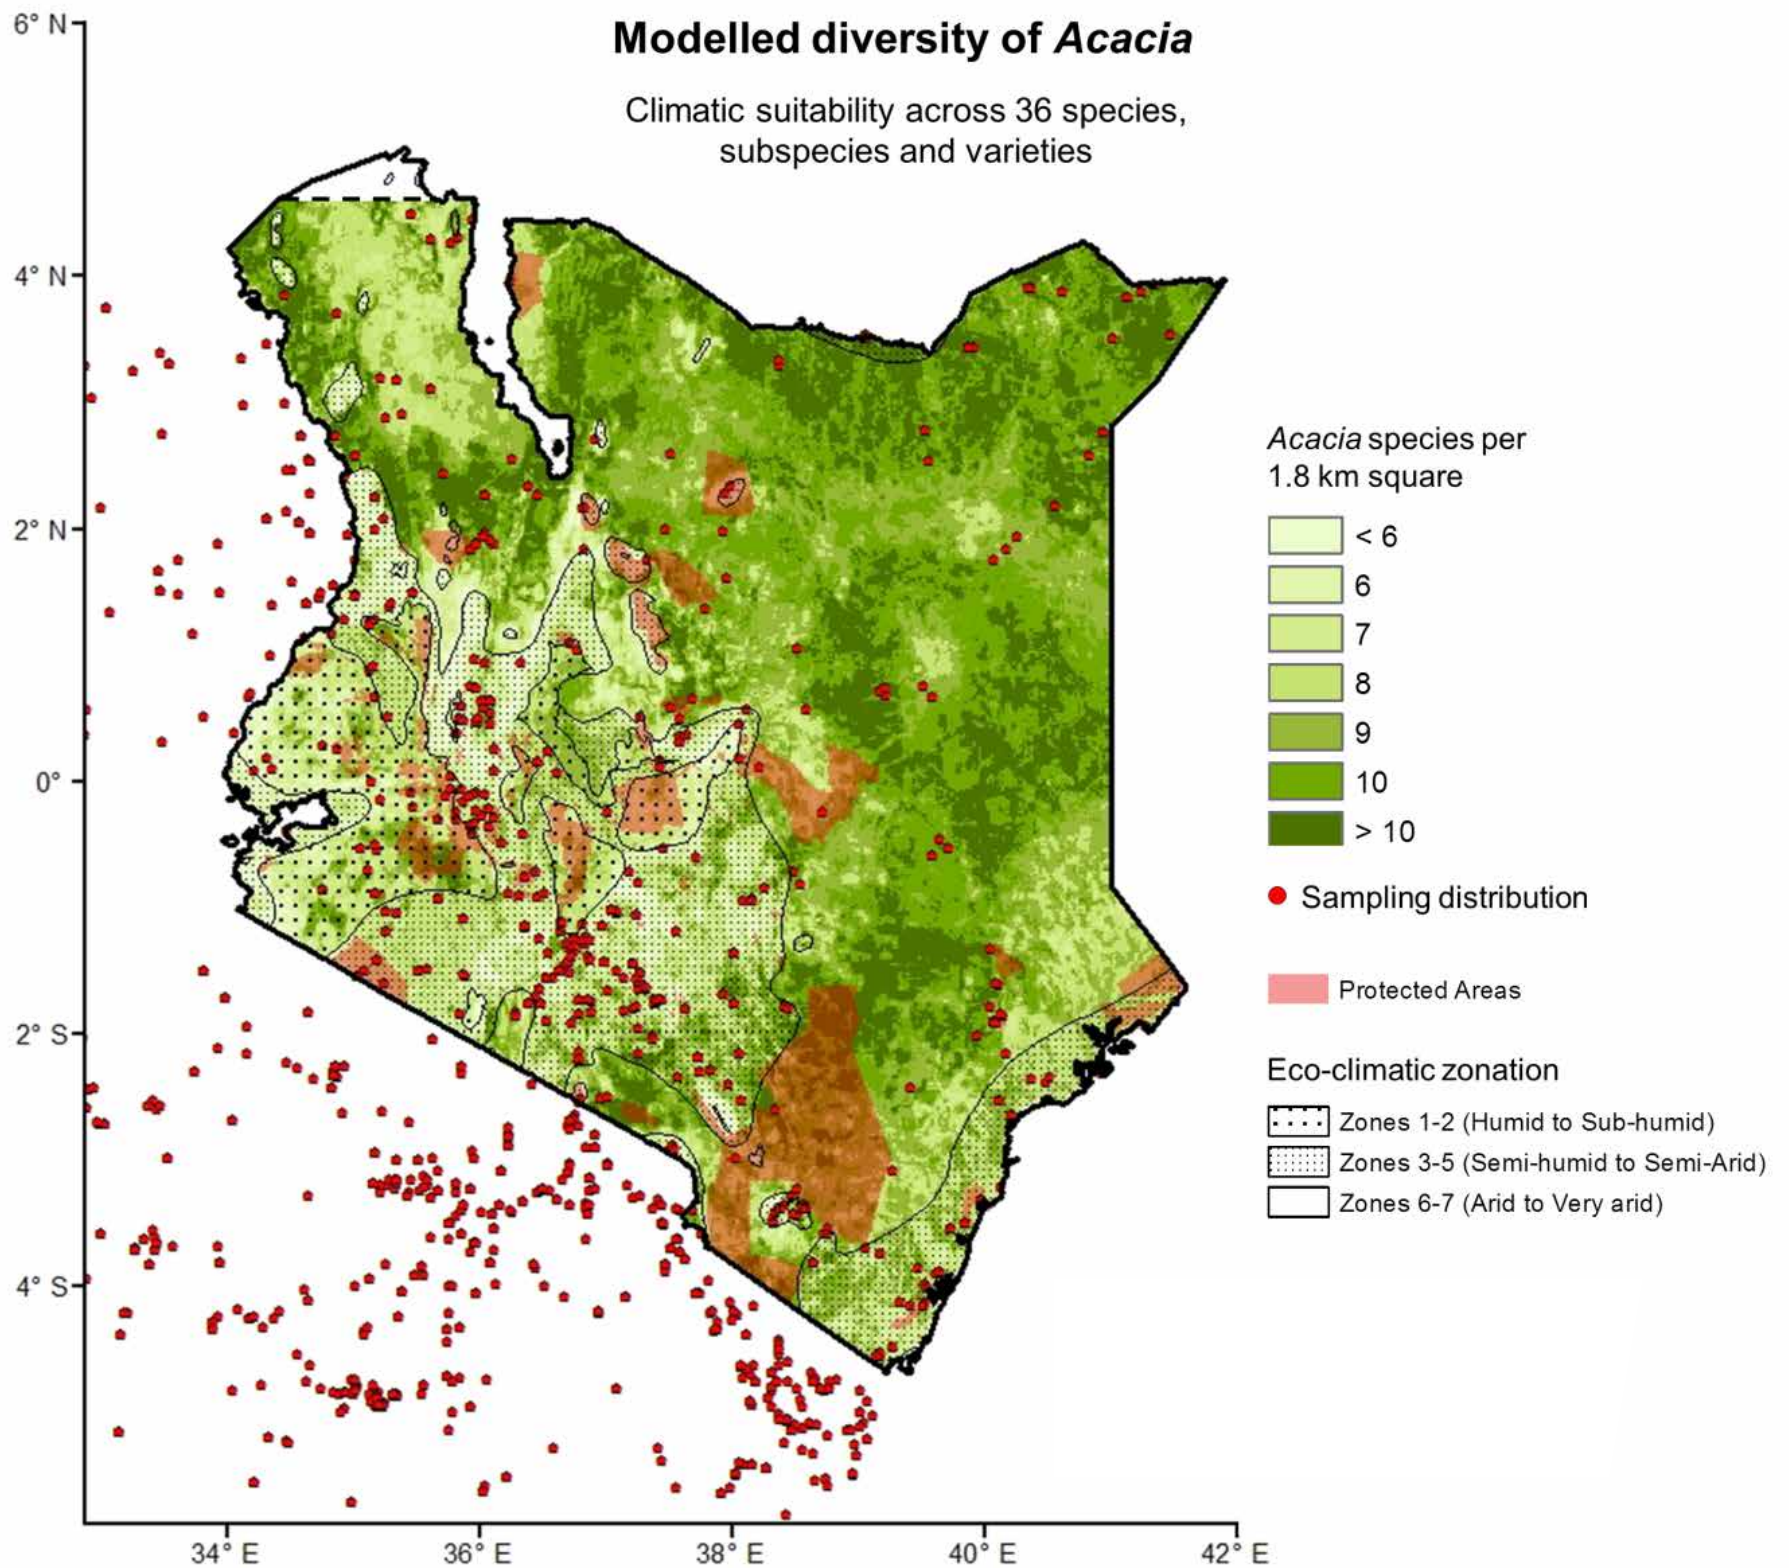 Modelled diversity of Acacia
Climatic suitability across 36 species,
subspecies and varieties
6° N
4° N
2° N
0°
2° S
4° S
34° E
36° E
38° E
40° E
42° E
Acacia species per
1.8 km square
< 6
6
7
8
9
10
> 10
Sampling distribution
Protected Areas
Eco-climatic zonation
Zones 1-2 (Humid to Sub-humid)
Zones 3-5 (Semi-humid to Semi-Arid)
Zones 6-7 (Arid to Very arid)